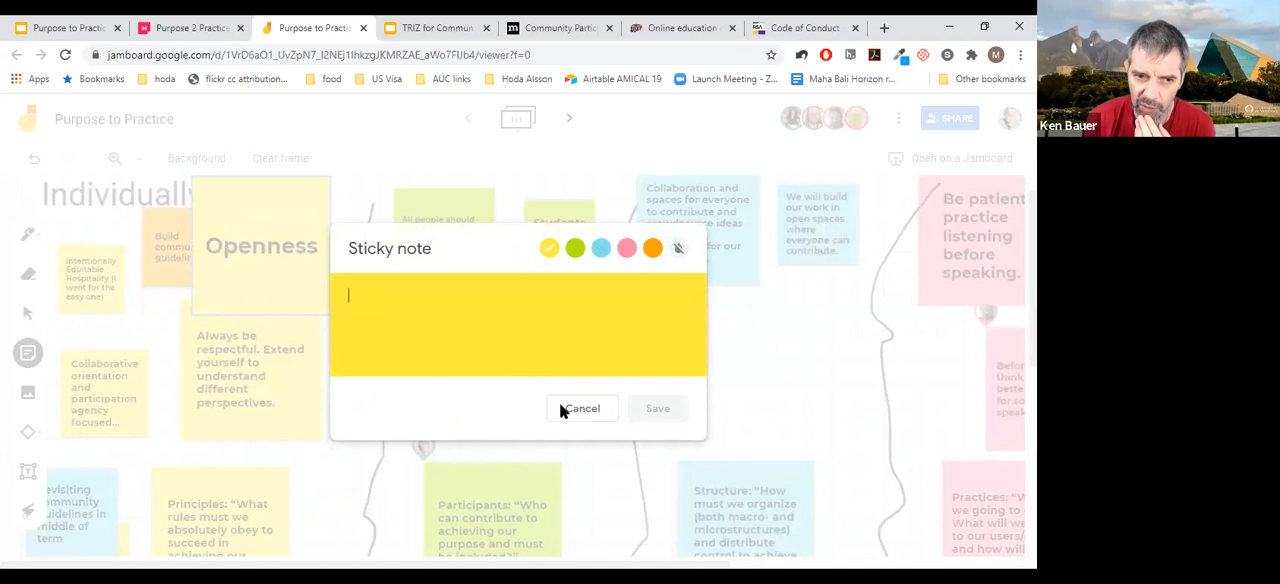 Purpose to Practic
Purpose 2 Practice
Purpose to Practice
TRIZ for Commun
Community Partic
Online education
Code of Conduct
jamboard.google.com/d/
/viewer?f=0
Apps
Bookmarks
hoda
flickr cc attribution...
food
US Visa
AUC links
Hoda Alsson
Airtable AMICAL 19
Launch Meeting - Z...
Maha Bali Horizon r...
Other bookmarks
Ken Bauer
Purpose to Practice
SHARE
Background
Clear frame
Open on a Jamboard
Individually
Openness
Build
Intentionally
Equitable
Hospitality (I
went for the
easy one)
Always be
respectful. Extend
yourself to
understand
different
perspectives.
Collaborative
orientation
and
participation
agency
focused...
All people should
Students
Collaboration and
spaces for everyone
to contribute and
ideas
for our
We will build
our work in
open spaces
where
everyone can
contribute.
Be patient
practice
listening
before
speaking.
Sticky note
Cancel
Save
evisiting
mmunity
uidelines in
middle of
term
Principles: “What
rules must we
absolutely obey to
succeed in
achieving our
Participants: “Who
can contribute to
achieving our
purpose and must
be included?”
Structure: “How
must we organize
(both macro- and
microstructures)
and distribute
control to achieve
Practices: “W
we going to
What will we
to our users/
and how will
Befor
think
bette
for so
speak